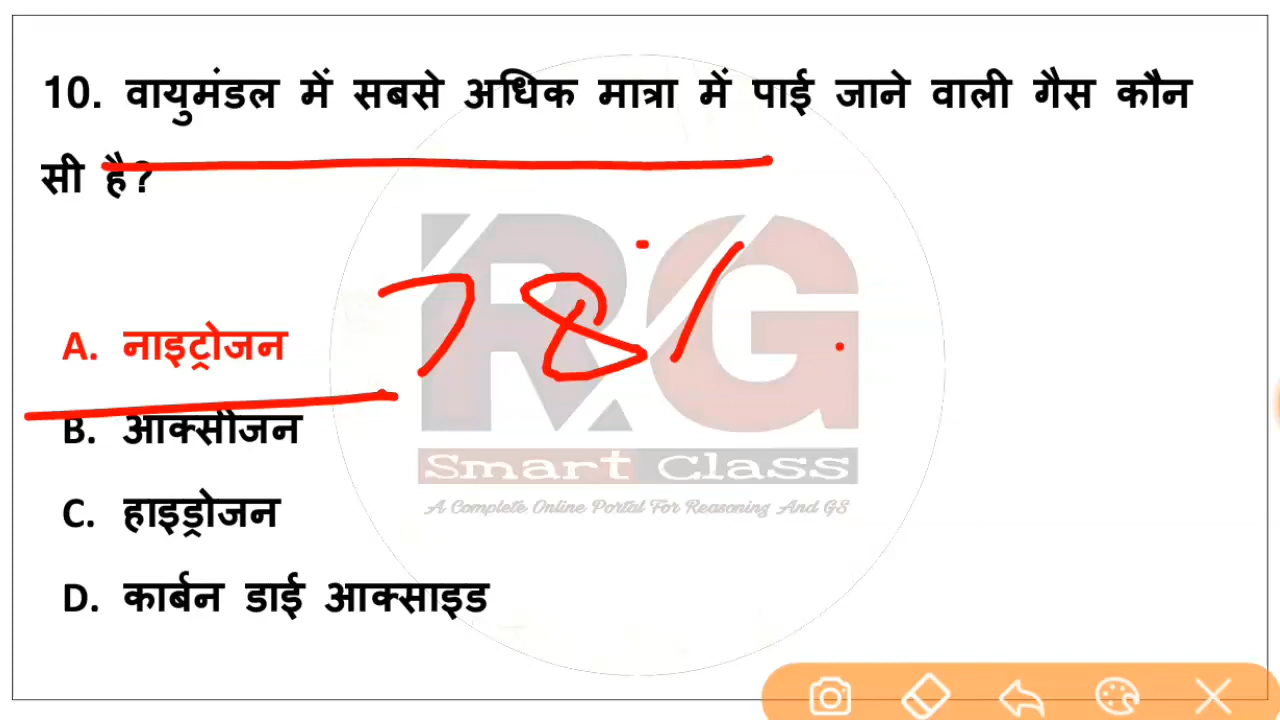 10. वायुमंडल में सबसे अधिक मात्रा में पाई जाने वाली गैस कौन
सी है?
78%
A. नाइट्रोजन
B. आक्सीजन
C. हाइड्रोजन
D. कार्बन डाई आक्साइड
RG
Smart Class
A Complete Online Portal For Reasoning And GS